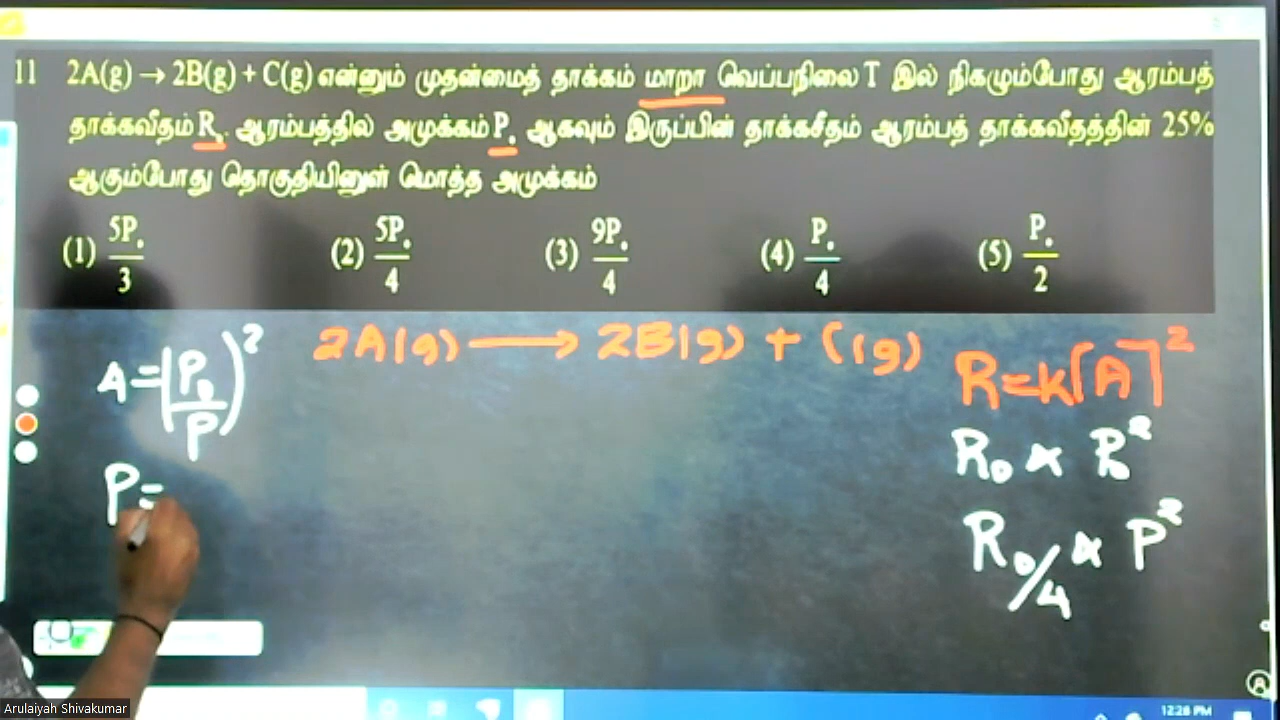 11 2A(g) → 2B(g) + C(g) என்னும் முதன்மைத் தாக்கம் மாறா வெப்பநிலை T இல் நிகழும்போது ஆரம்பத்
தாக்கவீதம் R₀. ஆரம்பத்தில் அமுக்கம் P₀ ஆகவும் இருப்பின் தாக்கசீதம் ஆரம்பத் தாக்கவீதத்தின் 25%
ஆகும்போது தொகுதியினுள் மொத்த அமுக்கம்
(1) 5P₀/3 (2) 5P₀/4 (3) 9P₀/4 (4) P₀/4 (5) P₀/2
2A(g) → 2B(g) + C(g)
R = K[A]²
4 = (P₀/P)²
R₀ ∝ P₀²
P =
R₀/4 ∝ P²
Arulaiyah Shivakumar
12:26 PM